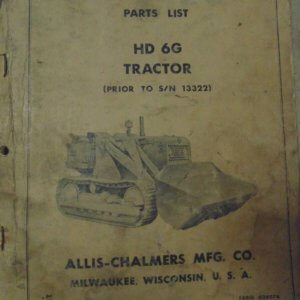 PARTS LIST
HD 6G
TRACTOR
(PRIOR TO S/N 13322)
ALLIS-CHALMERS MFG. CO.
MILWAUKEE, WISCONSIN, U. S. A.